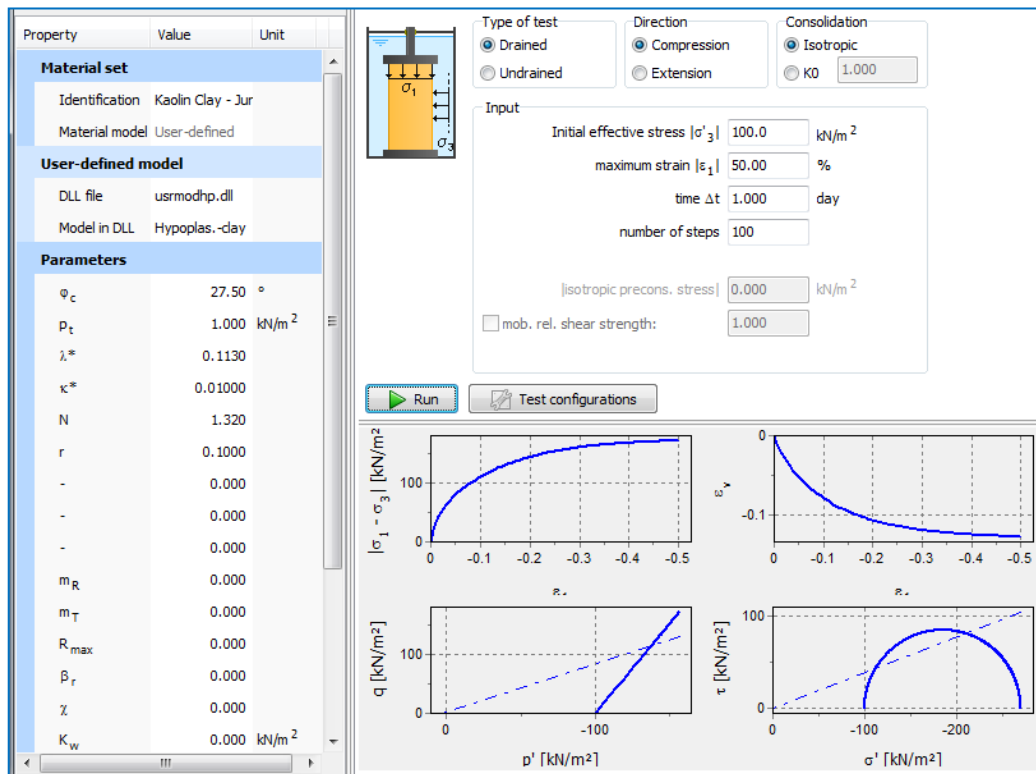 Property Value Unit
Material set
Identification Kaolin Clay - Jur
Material model User-defined
User-defined model
DLL file usrmodhp.dll
Model in DLL Hypoplas.-clay
Parameters
φc 27.50 °
pt 1.000 kN/m²
λ* 0.1130
κ* 0.01000
N 1.320
r 0.1000
- 0.000
- 0.000
- 0.000
mR 0.000
mT 0.000
Rmax 0.000
βr 0.000
χ 0.000
Kw 0.000 kN/m²
σ1
σ3
Type of test
Drained
Undrained
Direction
Compression
Extension
Consolidation
Isotropic
K0 1.000
Input
Initial effective stress |σ'3| 100.0 kN/m²
maximum strain |ε1| 50.00 %
time Δt 1.000 day
number of steps 100
|isotropic precons. stress| 0.000 kN/m²
mob. rel. shear strength: 1.000
Run
Test configurations
|σ1 - σ3| [kN/m²]
100
0
0 -0.1 -0.2 -0.3 -0.4 -0.5
εv
0
-0.1
0 -0.1 -0.2 -0.3 -0.4 -0.5
q [kN/m²]
100
0
0 -100
p' [kN/m²]
τ [kN/m²]
100
0
0 -100 -200
σ' [kN/m²]